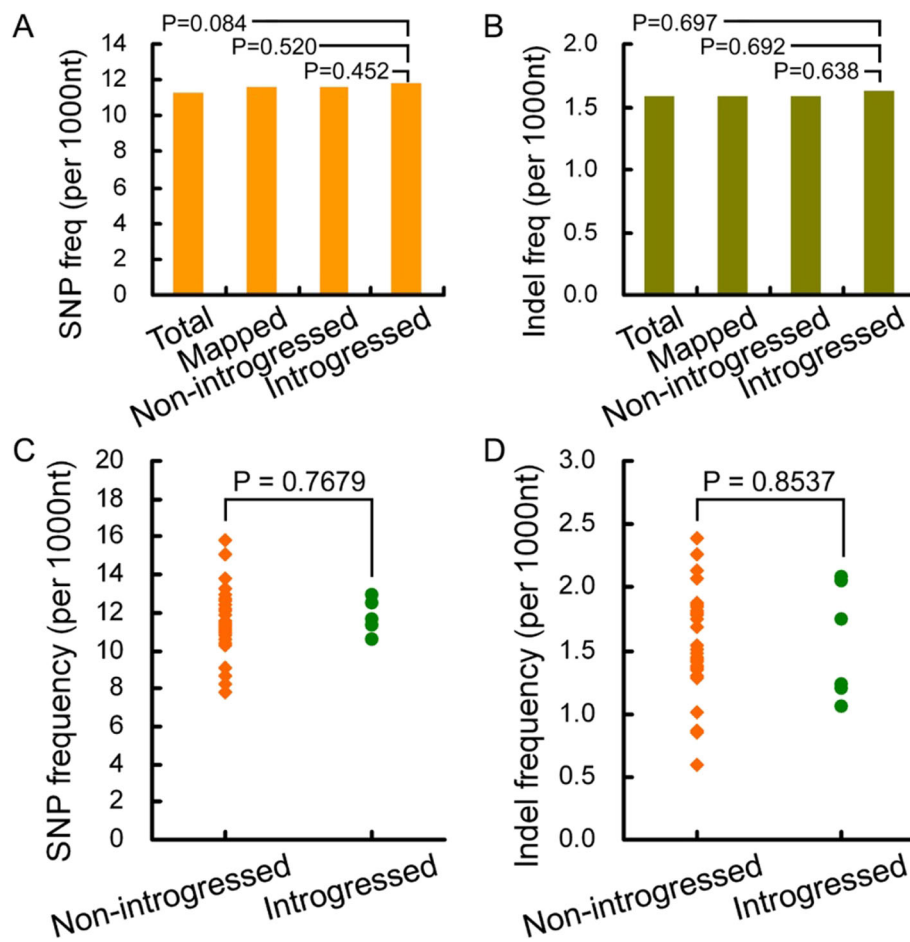 A
SNP freq (per 1000nt)
14
12
10
8
6
4
2
0
P=0.084
P=0.520
P=0.452
Total
Mapped
Non-introgressed
Introgressed
B
Indel freq (per 1000nt)
2.0
1.5
1.0
0.5
0.0
P=0.697
P=0.692
P=0.638
Total
Mapped
Non-introgressed
Introgressed
C
SNP frequency (per 1000nt)
20
18
16
14
12
10
8
6
4
2
0
P = 0.7679
Non-introgressed
Introgressed
D
Indel frequency (per 1000nt)
3.0
2.5
2.0
1.5
1.0
0.5
0.0
P = 0.8537
Non-introgressed
Introgressed